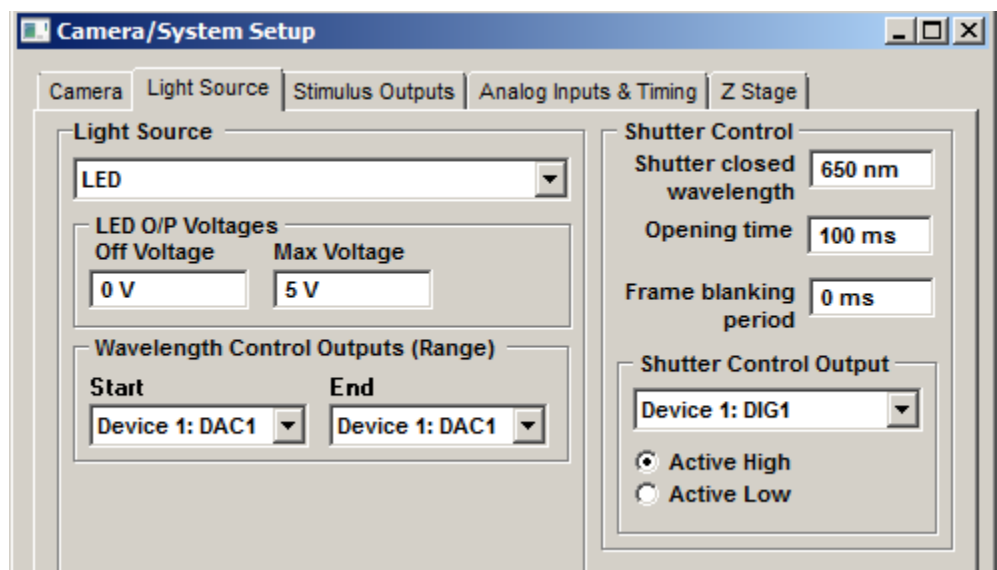 Camera/System Setup
Camera
Light Source
Stimulus Outputs
Analog Inputs & Timing
Z Stage
Light Source
LED
LED O/P Voltages
Off Voltage
Max Voltage
0 V
5 V
Wavelength Control Outputs (Range)
Start
End
Device 1: DAC1
Device 1: DAC1
Shutter Control
Shutter closed
wavelength
650 nm
Opening time
100 ms
Frame blanking
period
0 ms
Shutter Control Output
Device 1: DIG1
Active High
Active Low